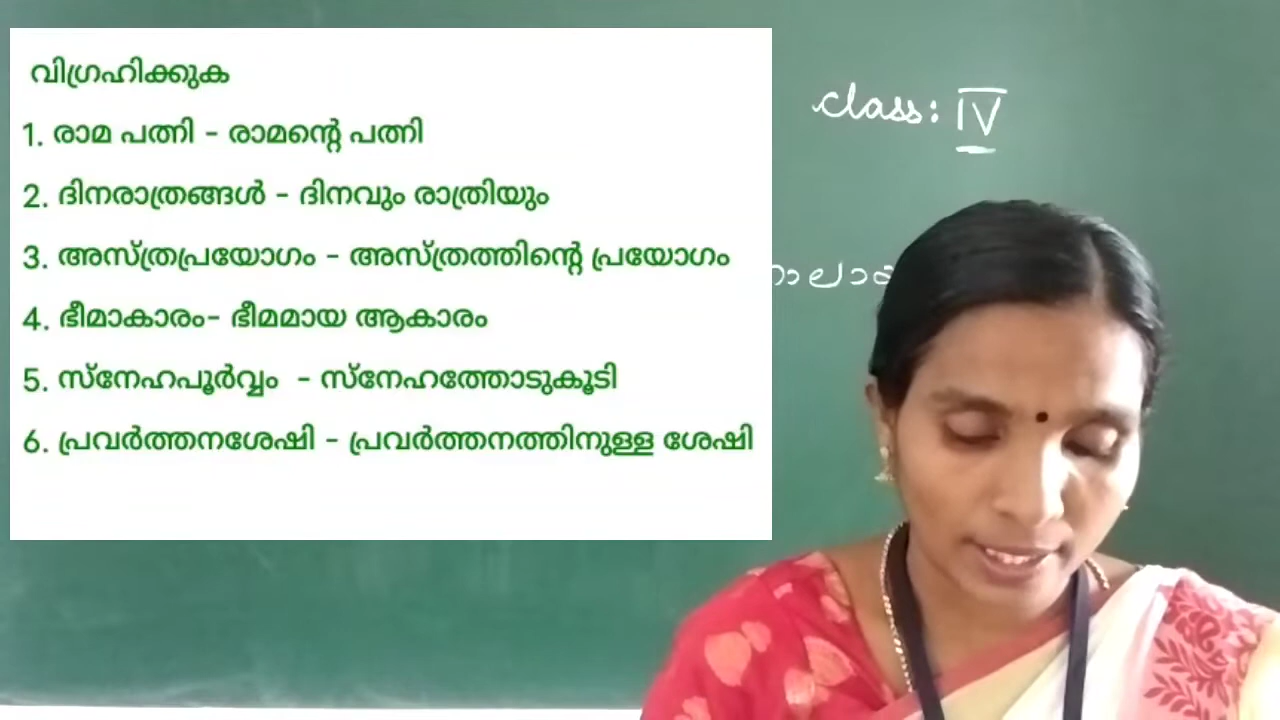 വിഗ്രഹിക്കുക
1. രാമ പത്നി - രാമന്റെ പത്നി
2. ദിനരാത്രങ്ങൾ - ദിനവും രാത്രിയും
3. അസ്ത്രപ്രയോഗം - അസ്ത്രത്തിന്റെ പ്രയോഗം
4. ഭീമാകാരം- ഭീമമായ ആകാരം
5. സ്നേഹപൂർവ്വം - സ്നേഹത്തോടുകൂടി
6. പ്രവർത്തനശേഷി - പ്രവർത്തനത്തിനുള്ള ശേഷി
class: IV